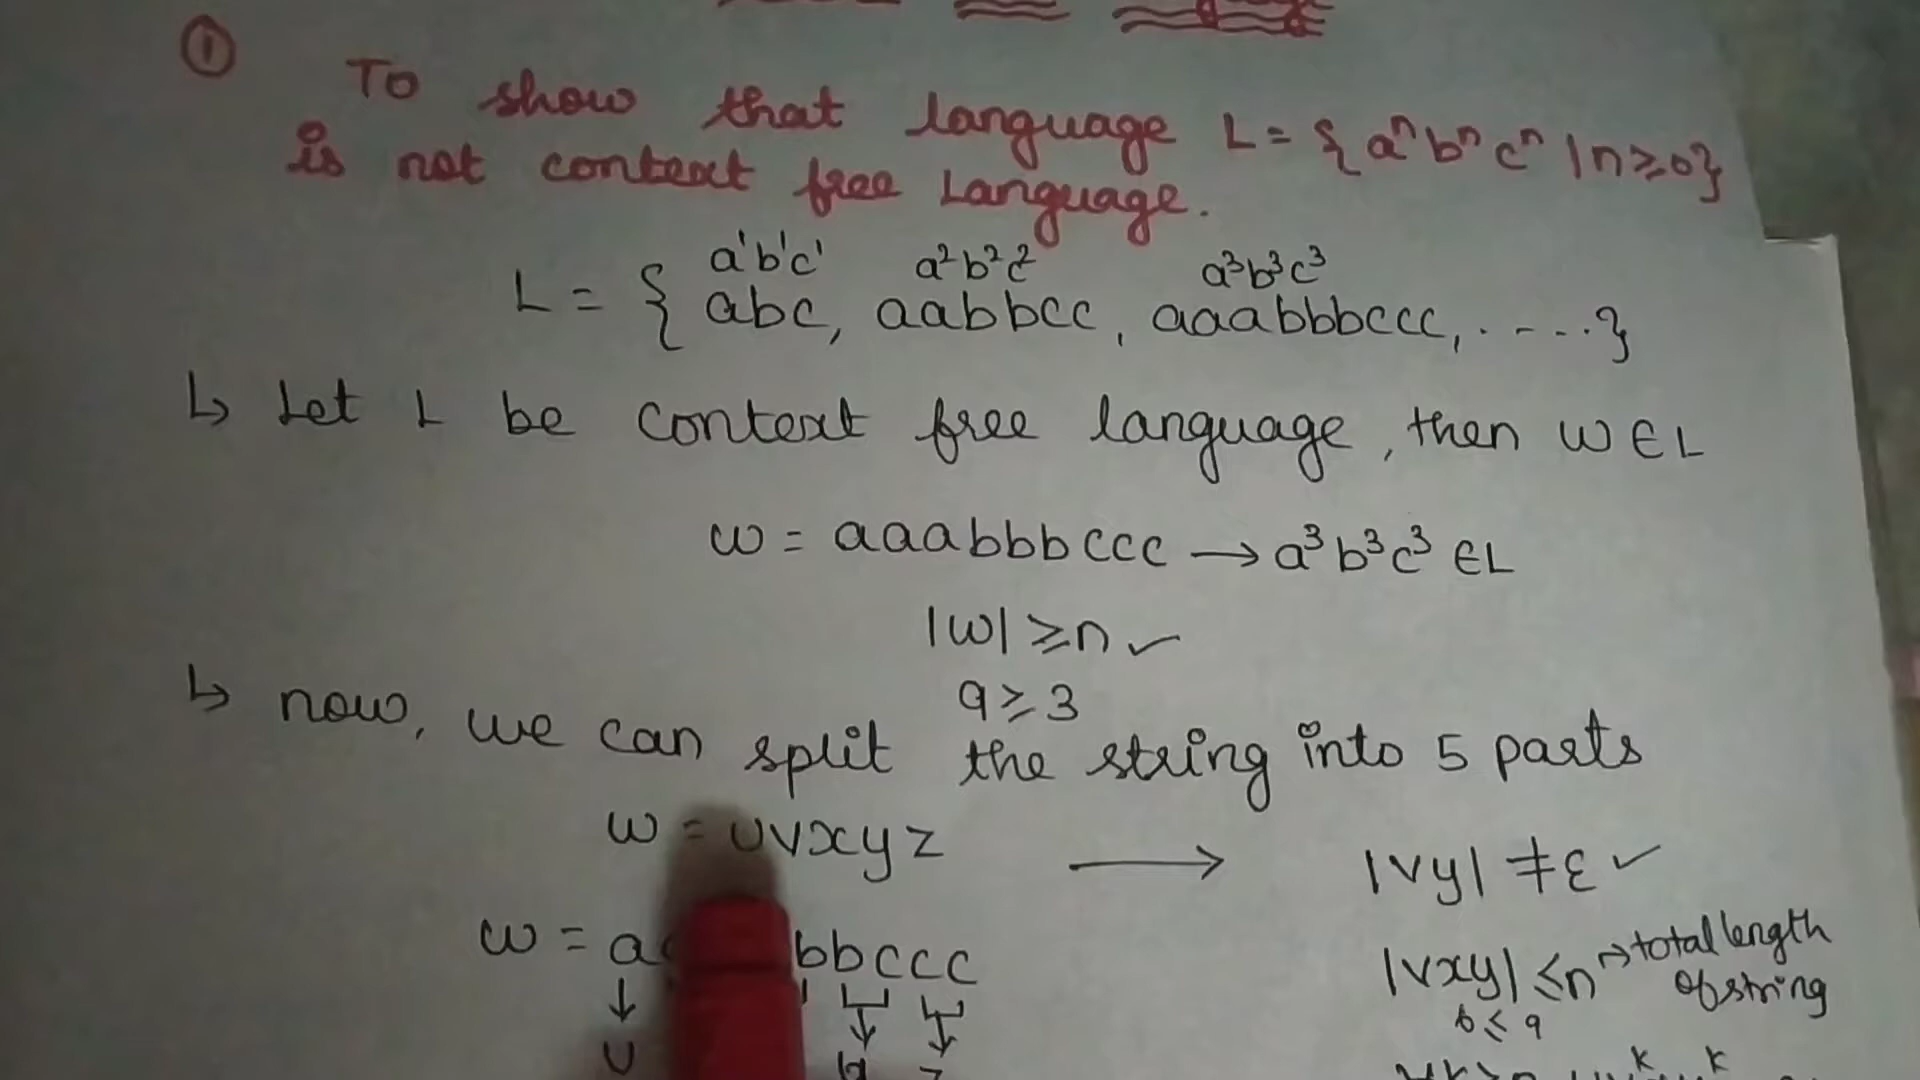 ①
To show that language L = {aⁿbⁿcⁿ | n≥0}
is not context free Language.
a¹b¹c¹ a²b²c² a³b³c³
L = { abc, aabbcc, aaabbbccc, . ....}
↳ Let L be context free language, then w ∈ L
w = aaabbbccc → a³b³c³ ∈ L
|w| ≥ n ✓
9 ≥ 3
↳ now, we can split the string into 5 parts
w = uvxyz → |vy| ≠ ε ✓
w = bbccc
|vxy| ≤ n → total length of string
6 ≤ 9
↓ ↓ ↓
u